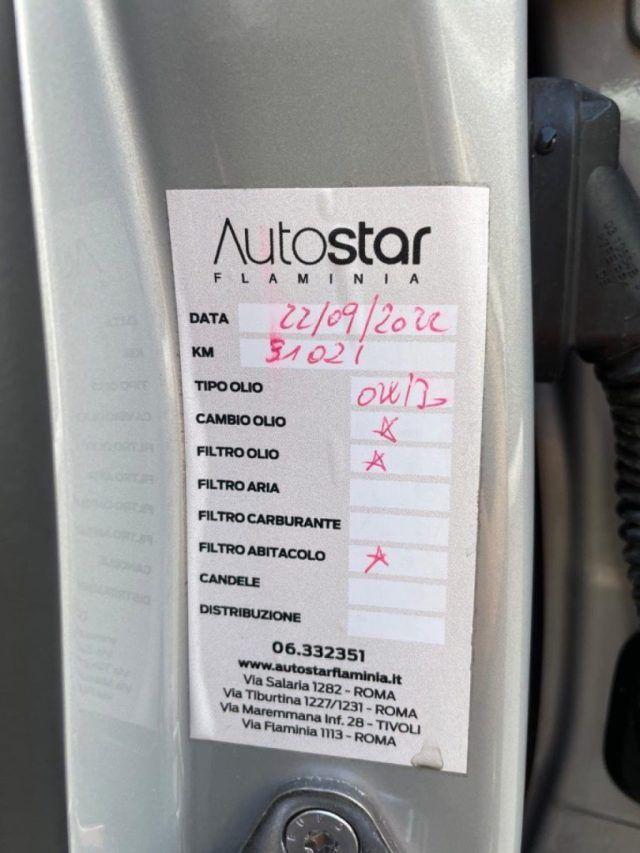 Autostar
FLAMINIA
DATA 22/09/2022
KM 31021
TIPO OLIO
CAMBIO OLIO
FILTRO OLIO
FILTRO ARIA
FILTRO CARBURANTE
FILTRO ABITACOLO
CANDELE
DISTRIBUZIONE
06.332351
www.autostarflaminia.it
Via Salaria 1282 - ROMA
Via Tiburtina 1227/1231 - ROMA
Via Maremmana Inf. 28 - TIVOLI
Via Flaminia 1113 - ROMA